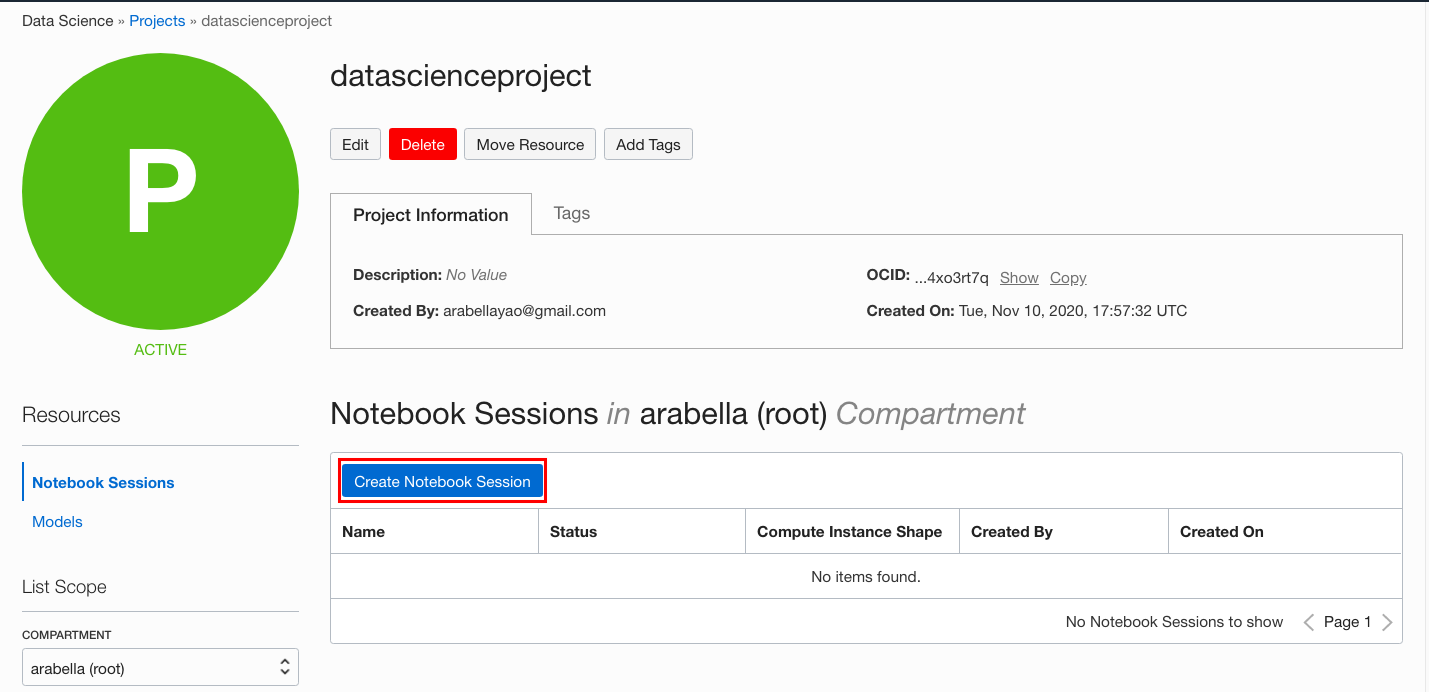 Data Science » Projects » datascienceproject
P
ACTIVE
datascienceproject
Edit Delete Move Resource Add Tags
Project Information Tags
Description: No Value
OCID: ...4xo3rt7q Show Copy
Created By: arabellayao@gmail.com
Created On: Tue, Nov 10, 2020, 17:57:32 UTC
Resources
Notebook Sessions
Models
List Scope
COMPARTMENT
arabella (root)
Notebook Sessions in arabella (root) Compartment
Create Notebook Session
Name Status Compute Instance Shape Created By Created On
No items found.
No Notebook Sessions to show Page 1